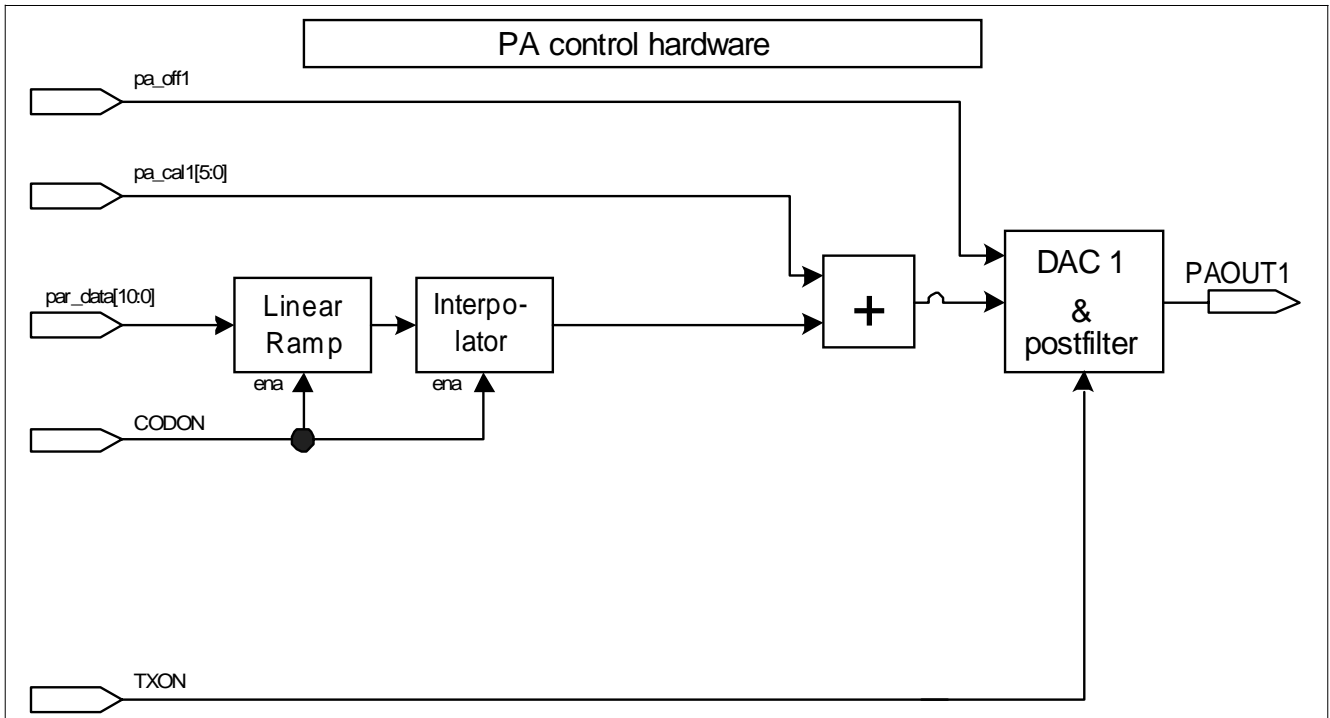 PA control hardware
pa_off1
pa_cal1[5:0]
DAC 1
&
postfilter
PAOUT1
+
par_data[10:0]
Linear
Ramp
Interpo-
lator
ena
ena
CODON
TXON